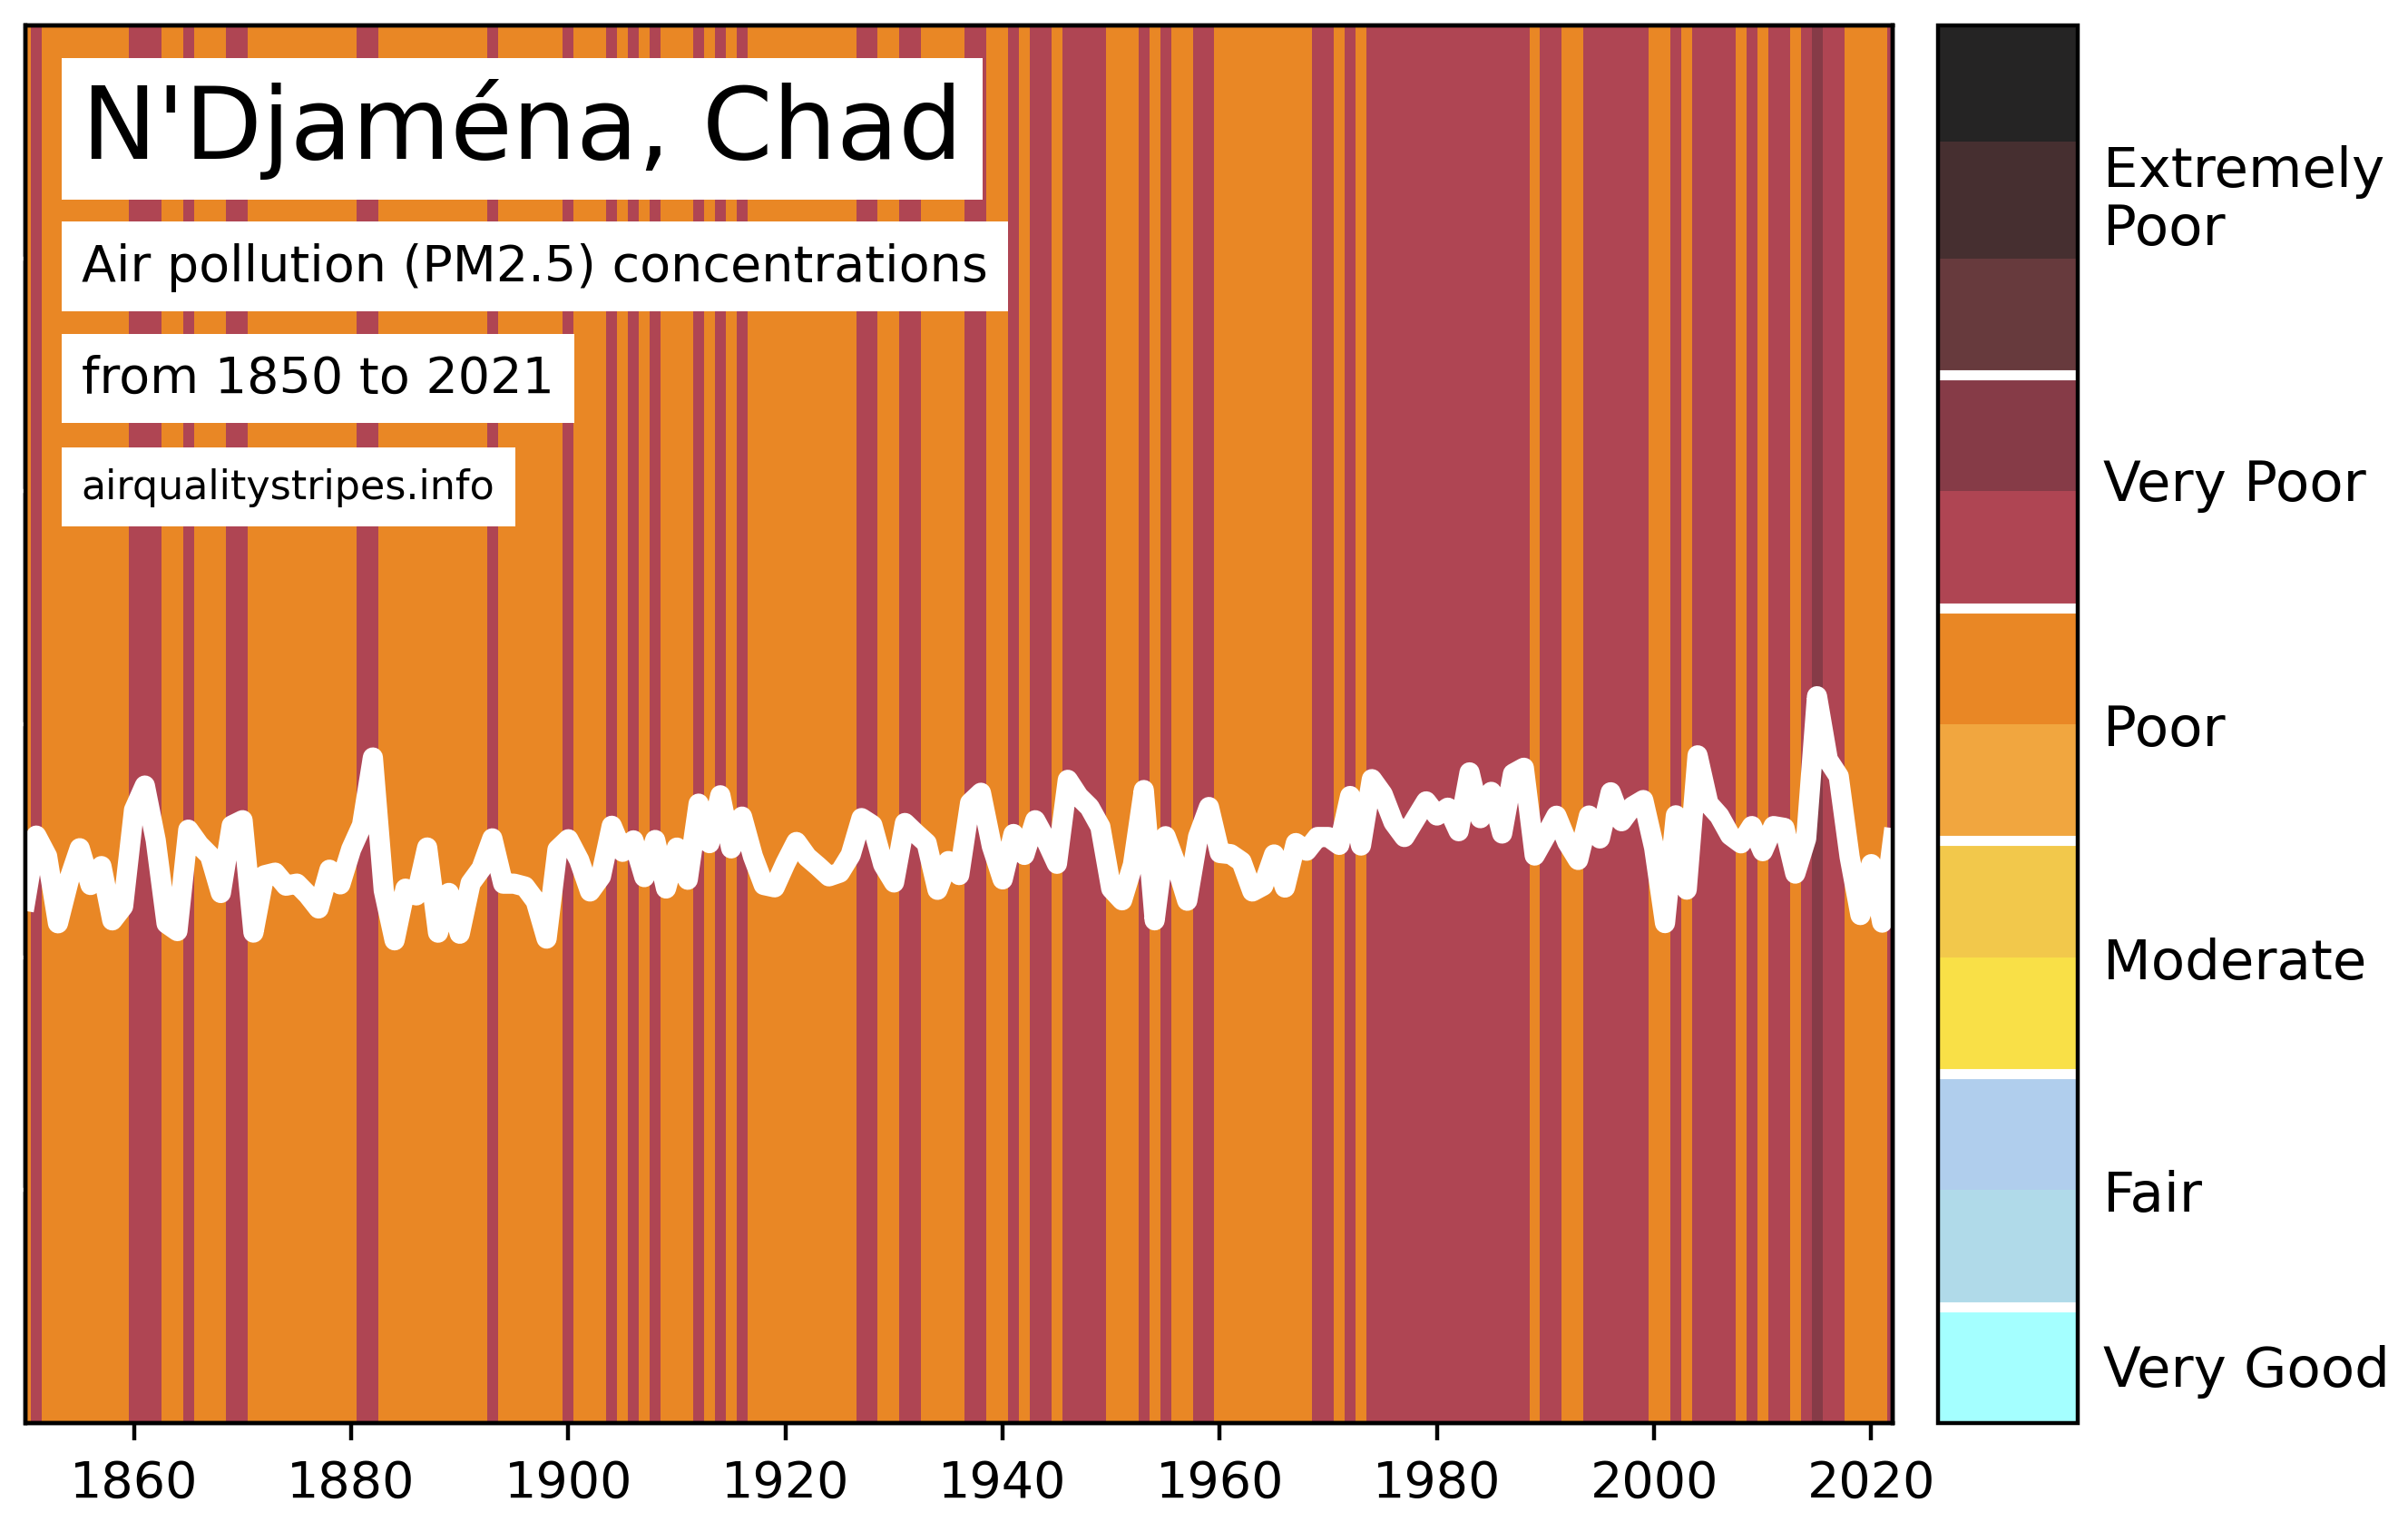 N'Djaména, Chad
Air pollution (PM2.5) concentrations
from 1850 to 2021
airqualitystripes.info
Extremely
Poor
Very Poor
Poor
Moderate
Fair
Very Good
1860 1880 1900 1920 1940 1960 1980 2000 2020